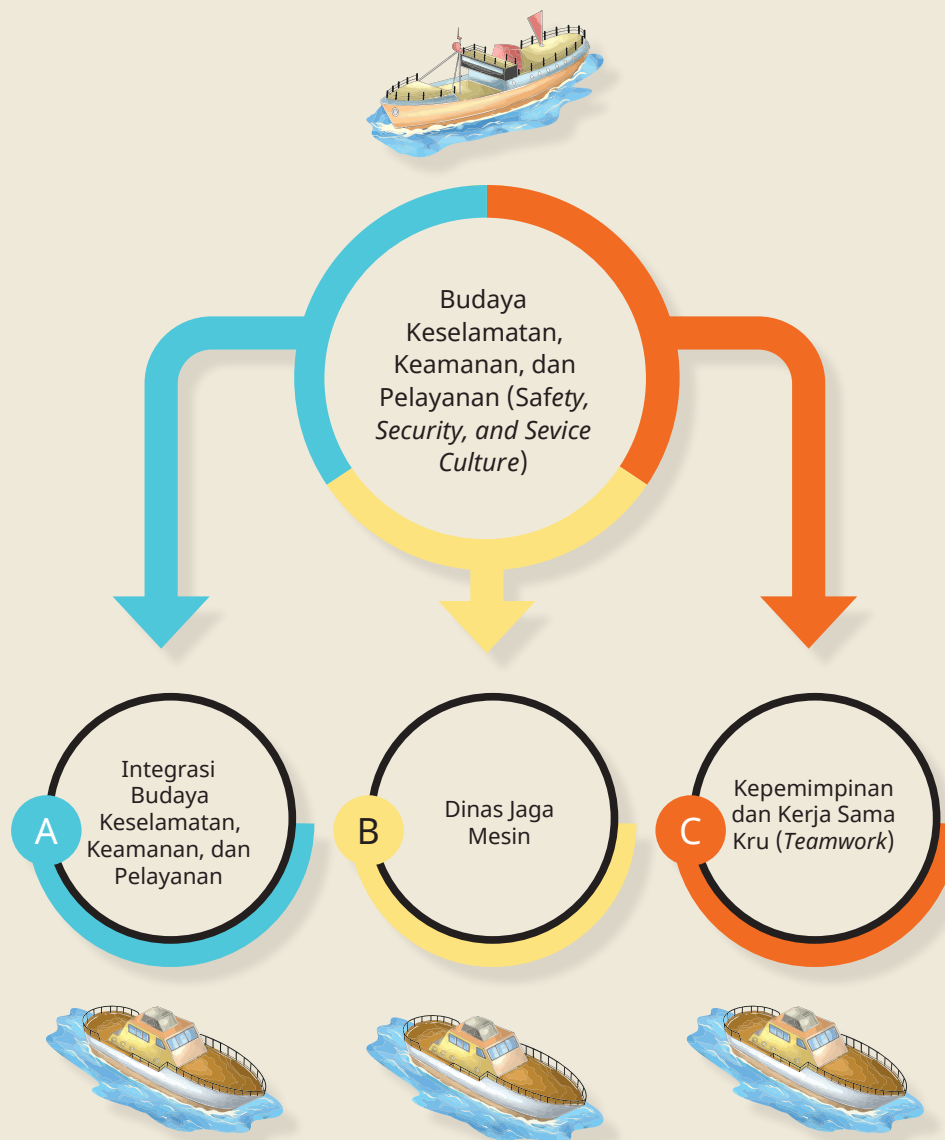 Budaya
Keselamatan,
Keamanan, dan
Pelayanan (Safety,
Security, and Sevice
Culture)
A
Integrasi
Budaya
Keselamatan,
Keamanan, dan
Pelayanan
B
Dinas Jaga
Mesin
C
Kepemimpinan
dan Kerja Sama
Kru (Teamwork)